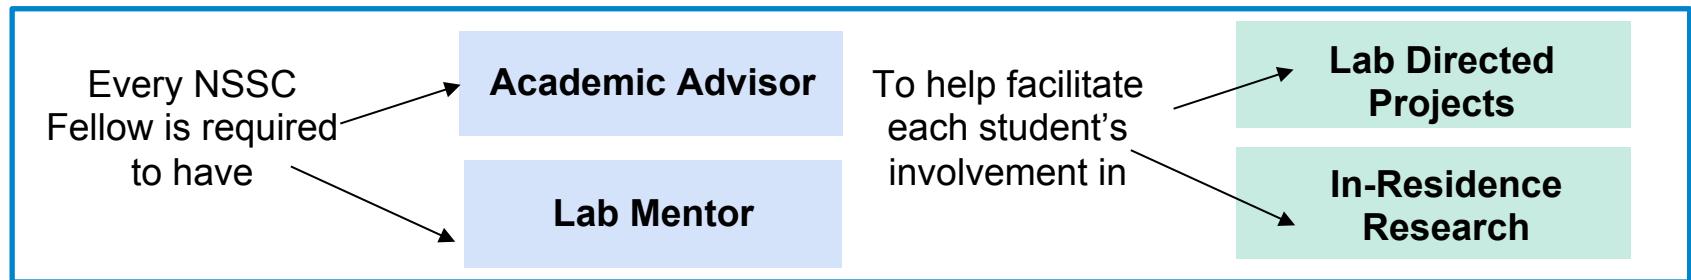 Every NSSC
Fellow is required
to have
Academic Advisor
Lab Mentor
To help facilitate
each student’s
involvement in
Lab Directed
Projects
In-Residence
Research